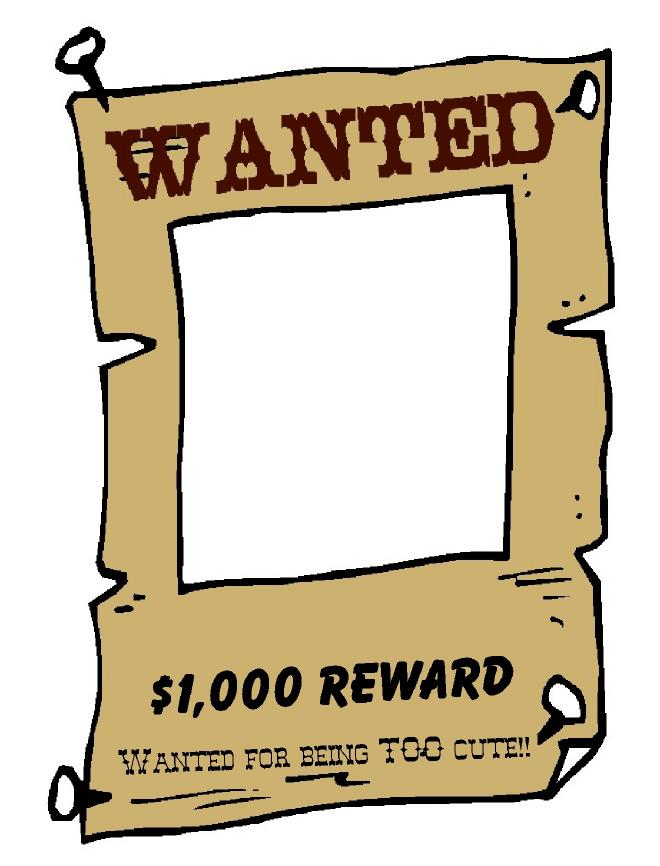 WANTED
$1,000 REWARD
WANTED FOR BEING TOO CUTE!!